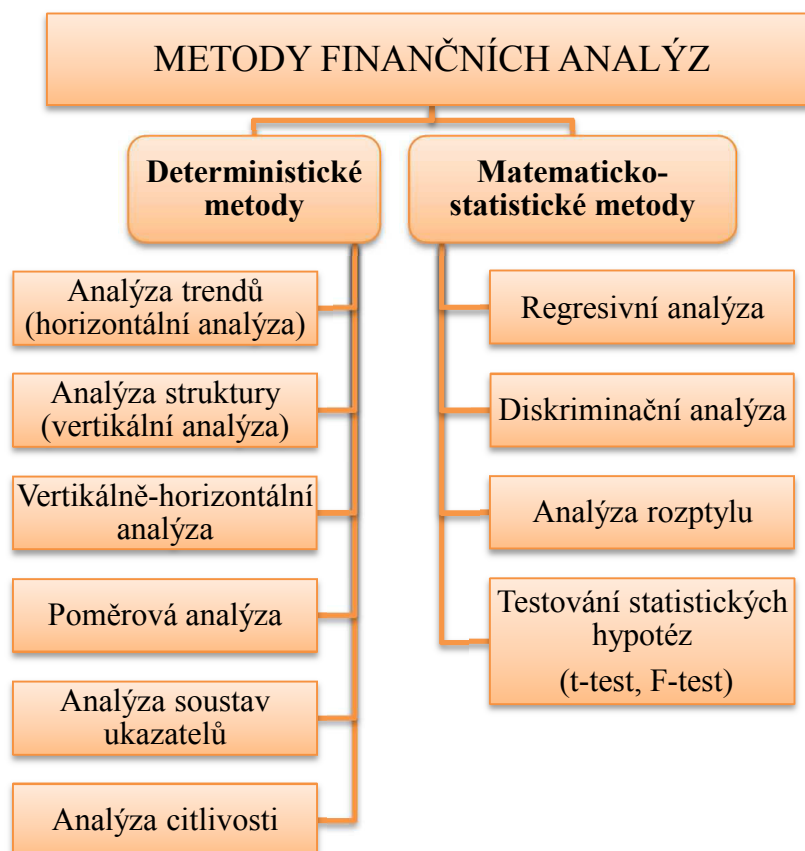 METODY FINANČNÍCH ANALÝZ
Deterministické
metody
Analýza trendů
(horizontální analýza)
Analýza struktury
(vertikální analýza)
Vertikálně-horizontální
analýza
Poměrová analýza
Analýza soustav
ukazatelů
Analýza citlivosti
Matematicko-
statistické metody
Regresivní analýza
Diskriminační analýza
Analýza rozptylu
Testování statistických
hypotéz
(t-test, F-test)